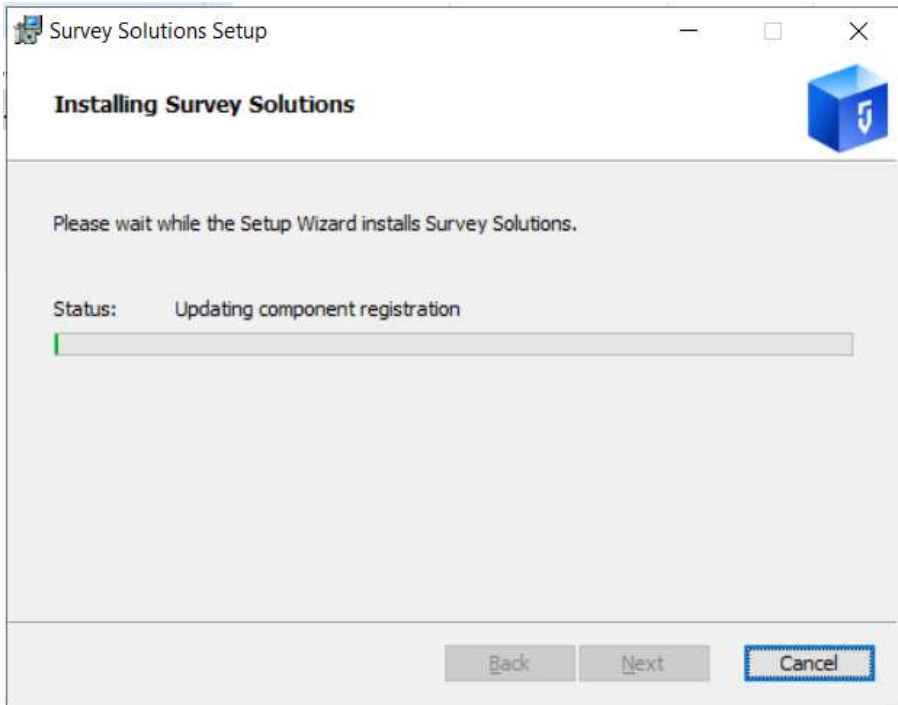 Survey Solutions Setup
Installing Survey Solutions
Please wait while the Setup Wizard installs Survey Solutions.
Status: Updating component registration
Back Next Cancel